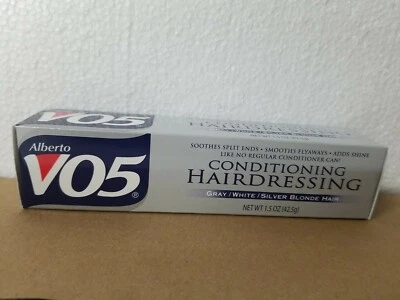 Alberto
VO5®
SOOTHES SPLIT ENDS • SMOOTHES FLYAWAYS • ADDS SHINE
LIKE NO REGULAR CONDITIONER CAN!
CONDITIONING
HAIRDRESSING
GRAY/WHITE/SILVER BLONDE HAIR
NET WT 1.5 OZ (42.5g)